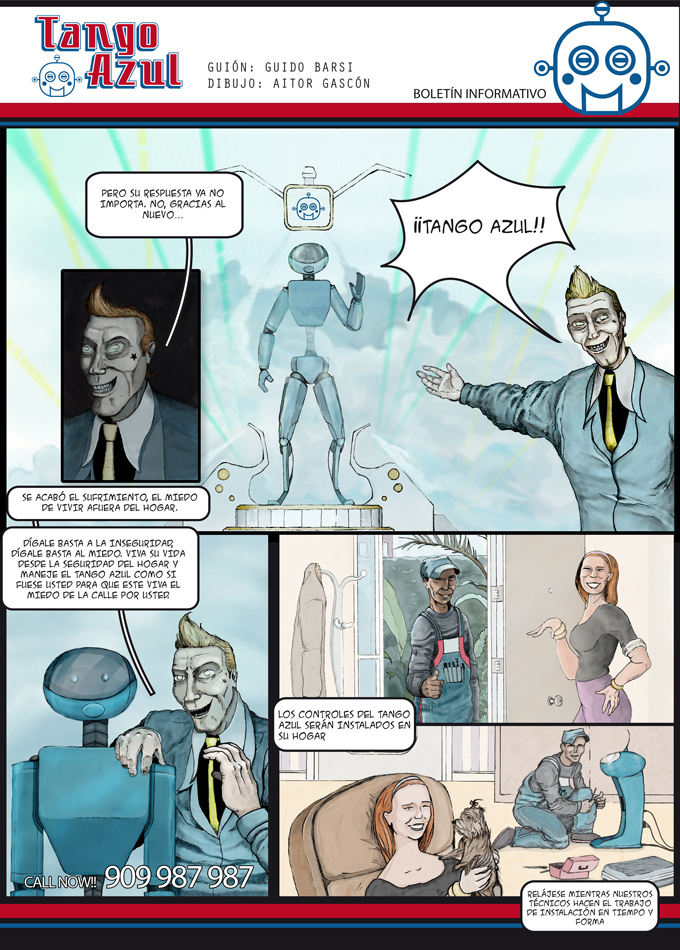 Tango
Azul
GUIÓN: GUIDO BARSI
DIBUJO: AITOR GASCÓN
BOLETÍN INFORMATIVO
PERO SU RESPUESTA YA NO
IMPORTA. NO, GRACIAS AL
NUEVO...
¡¡TANGO AZUL!!
SE ACABÓ EL SUFRIMIENTO, EL MIEDO
DE VIVIR AFUERA DEL HOGAR.
DÍGALE BASTA A LA INSEGURIDAD,
DÍGALE BASTA AL MIEDO. VIVA SU VIDA
DESDE LA SEGURIDAD DEL HOGAR Y
MANEJE EL TANGO AZUL COMO SI
FUESE USTED PARA QUE ESTE VIVA EL
MIEDO DE LA CALLE POR USTED.
CALL NOW!! 909 987 987
LOS CONTROLES DEL TANGO
AZUL SERÁN INSTALADOS EN
SU HOGAR
RELÁJESE MIENTRAS NUESTROS
TÉCNICOS HACEN EL TRABAJO
DE INSTALACIÓN EN TIEMPO Y
FORMA